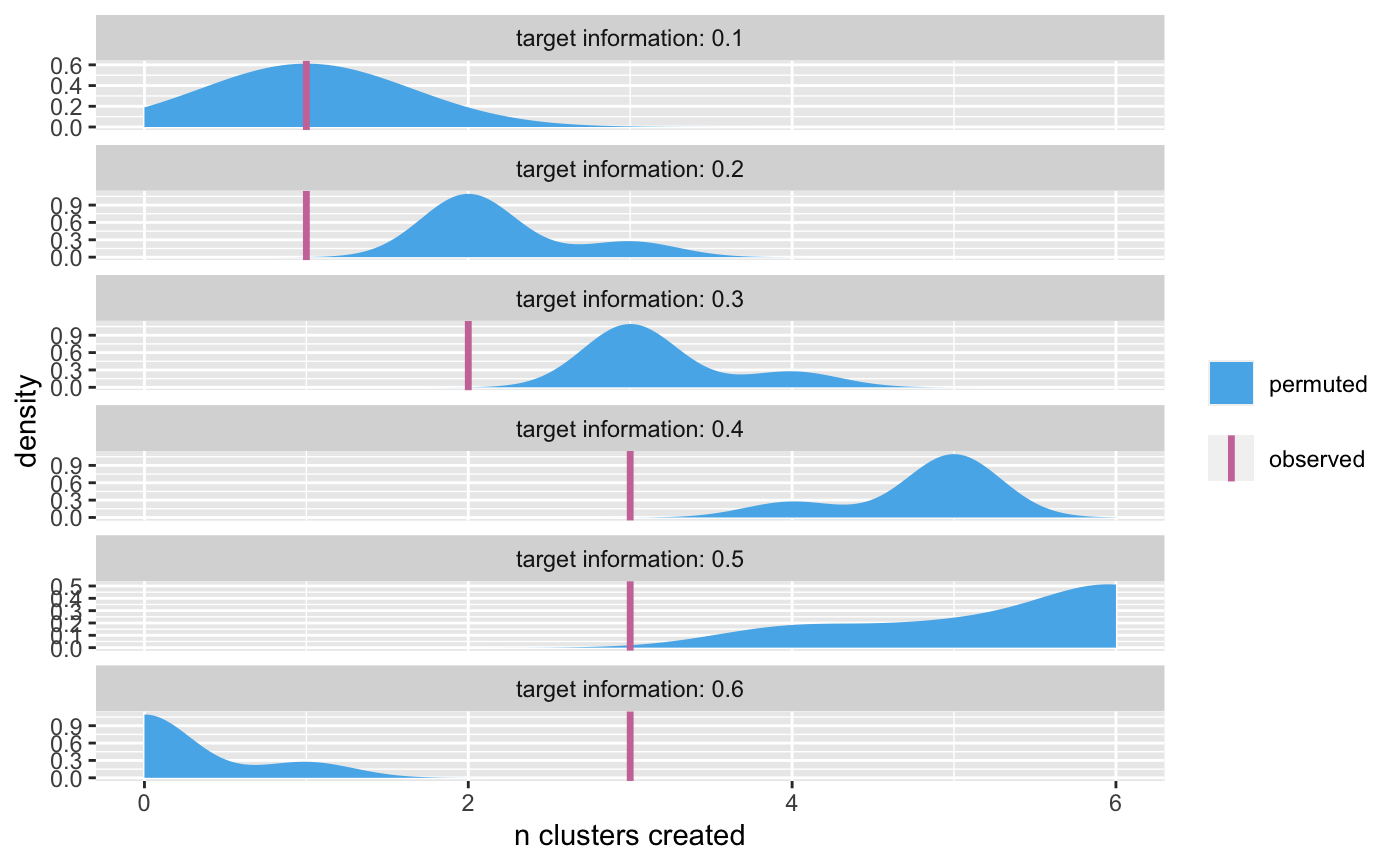 target information: 0.1
0.6
0.4
0.2
0.0
target information: 0.2
0.9
0.6
0.3
0.0
target information: 0.3
0.9
0.6
0.3
0.0
target information: 0.4
0.9
0.6
0.3
0.0
target information: 0.5
0.5
0.4
0.3
0.2
0.1
0.0
target information: 0.6
0.9
0.6
0.3
0.0
0 2 4 6
n clusters created
density
permuted
observed